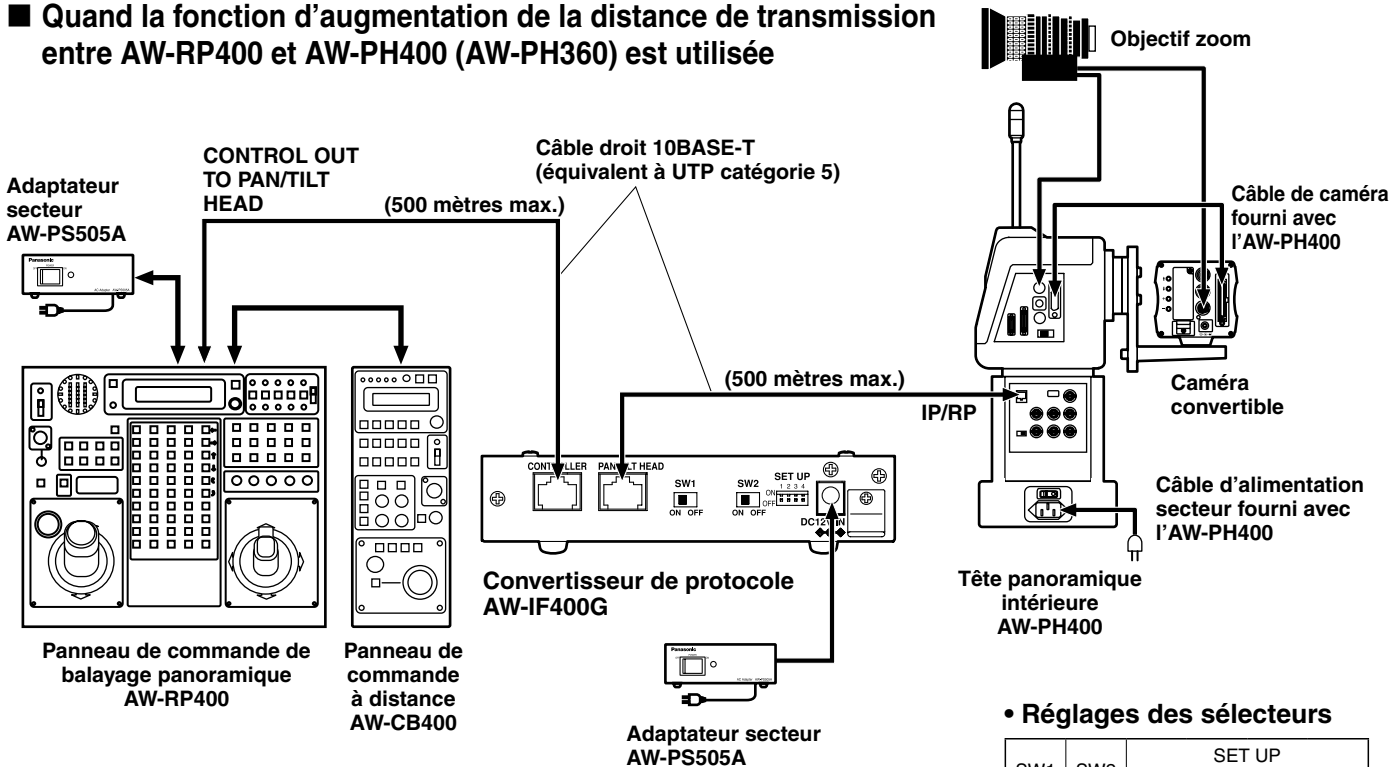 ■ Quand la fonction d’augmentation de la distance de transmission
entre AW-RP400 et AW-PH400 (AW-PH360) est utilisée
Objectif zoom
Adaptateur
secteur
AW-PS505A
CONTROL OUT
TO PAN/TILT
HEAD
(500 mètres max.)
Câble droit 10BASE-T
(équivalent à UTP catégorie 5)
Câble de caméra
fourni avec
l’AW-PH400
Panasonic
(500 mètres max.)
IP/RP
Caméra
convertible
CONTROLLER
PAN/TILT HEAD
SW1
ON OFF
SW2
ON OFF
SET UP
1 2 3 4
ON
OFF
DC12V IN
Câble d’alimentation
secteur fourni avec
l’AW-PH400
Convertisseur de protocole
AW-IF400G
Tête panoramique
intérieure
AW-PH400
Panneau de commande de
balayage panoramique
AW-RP400
Panneau de
commande
à distance
AW-CB400
Panasonic
Adaptateur secteur
AW-PS505A
• Réglages des sélecteurs
SET UP